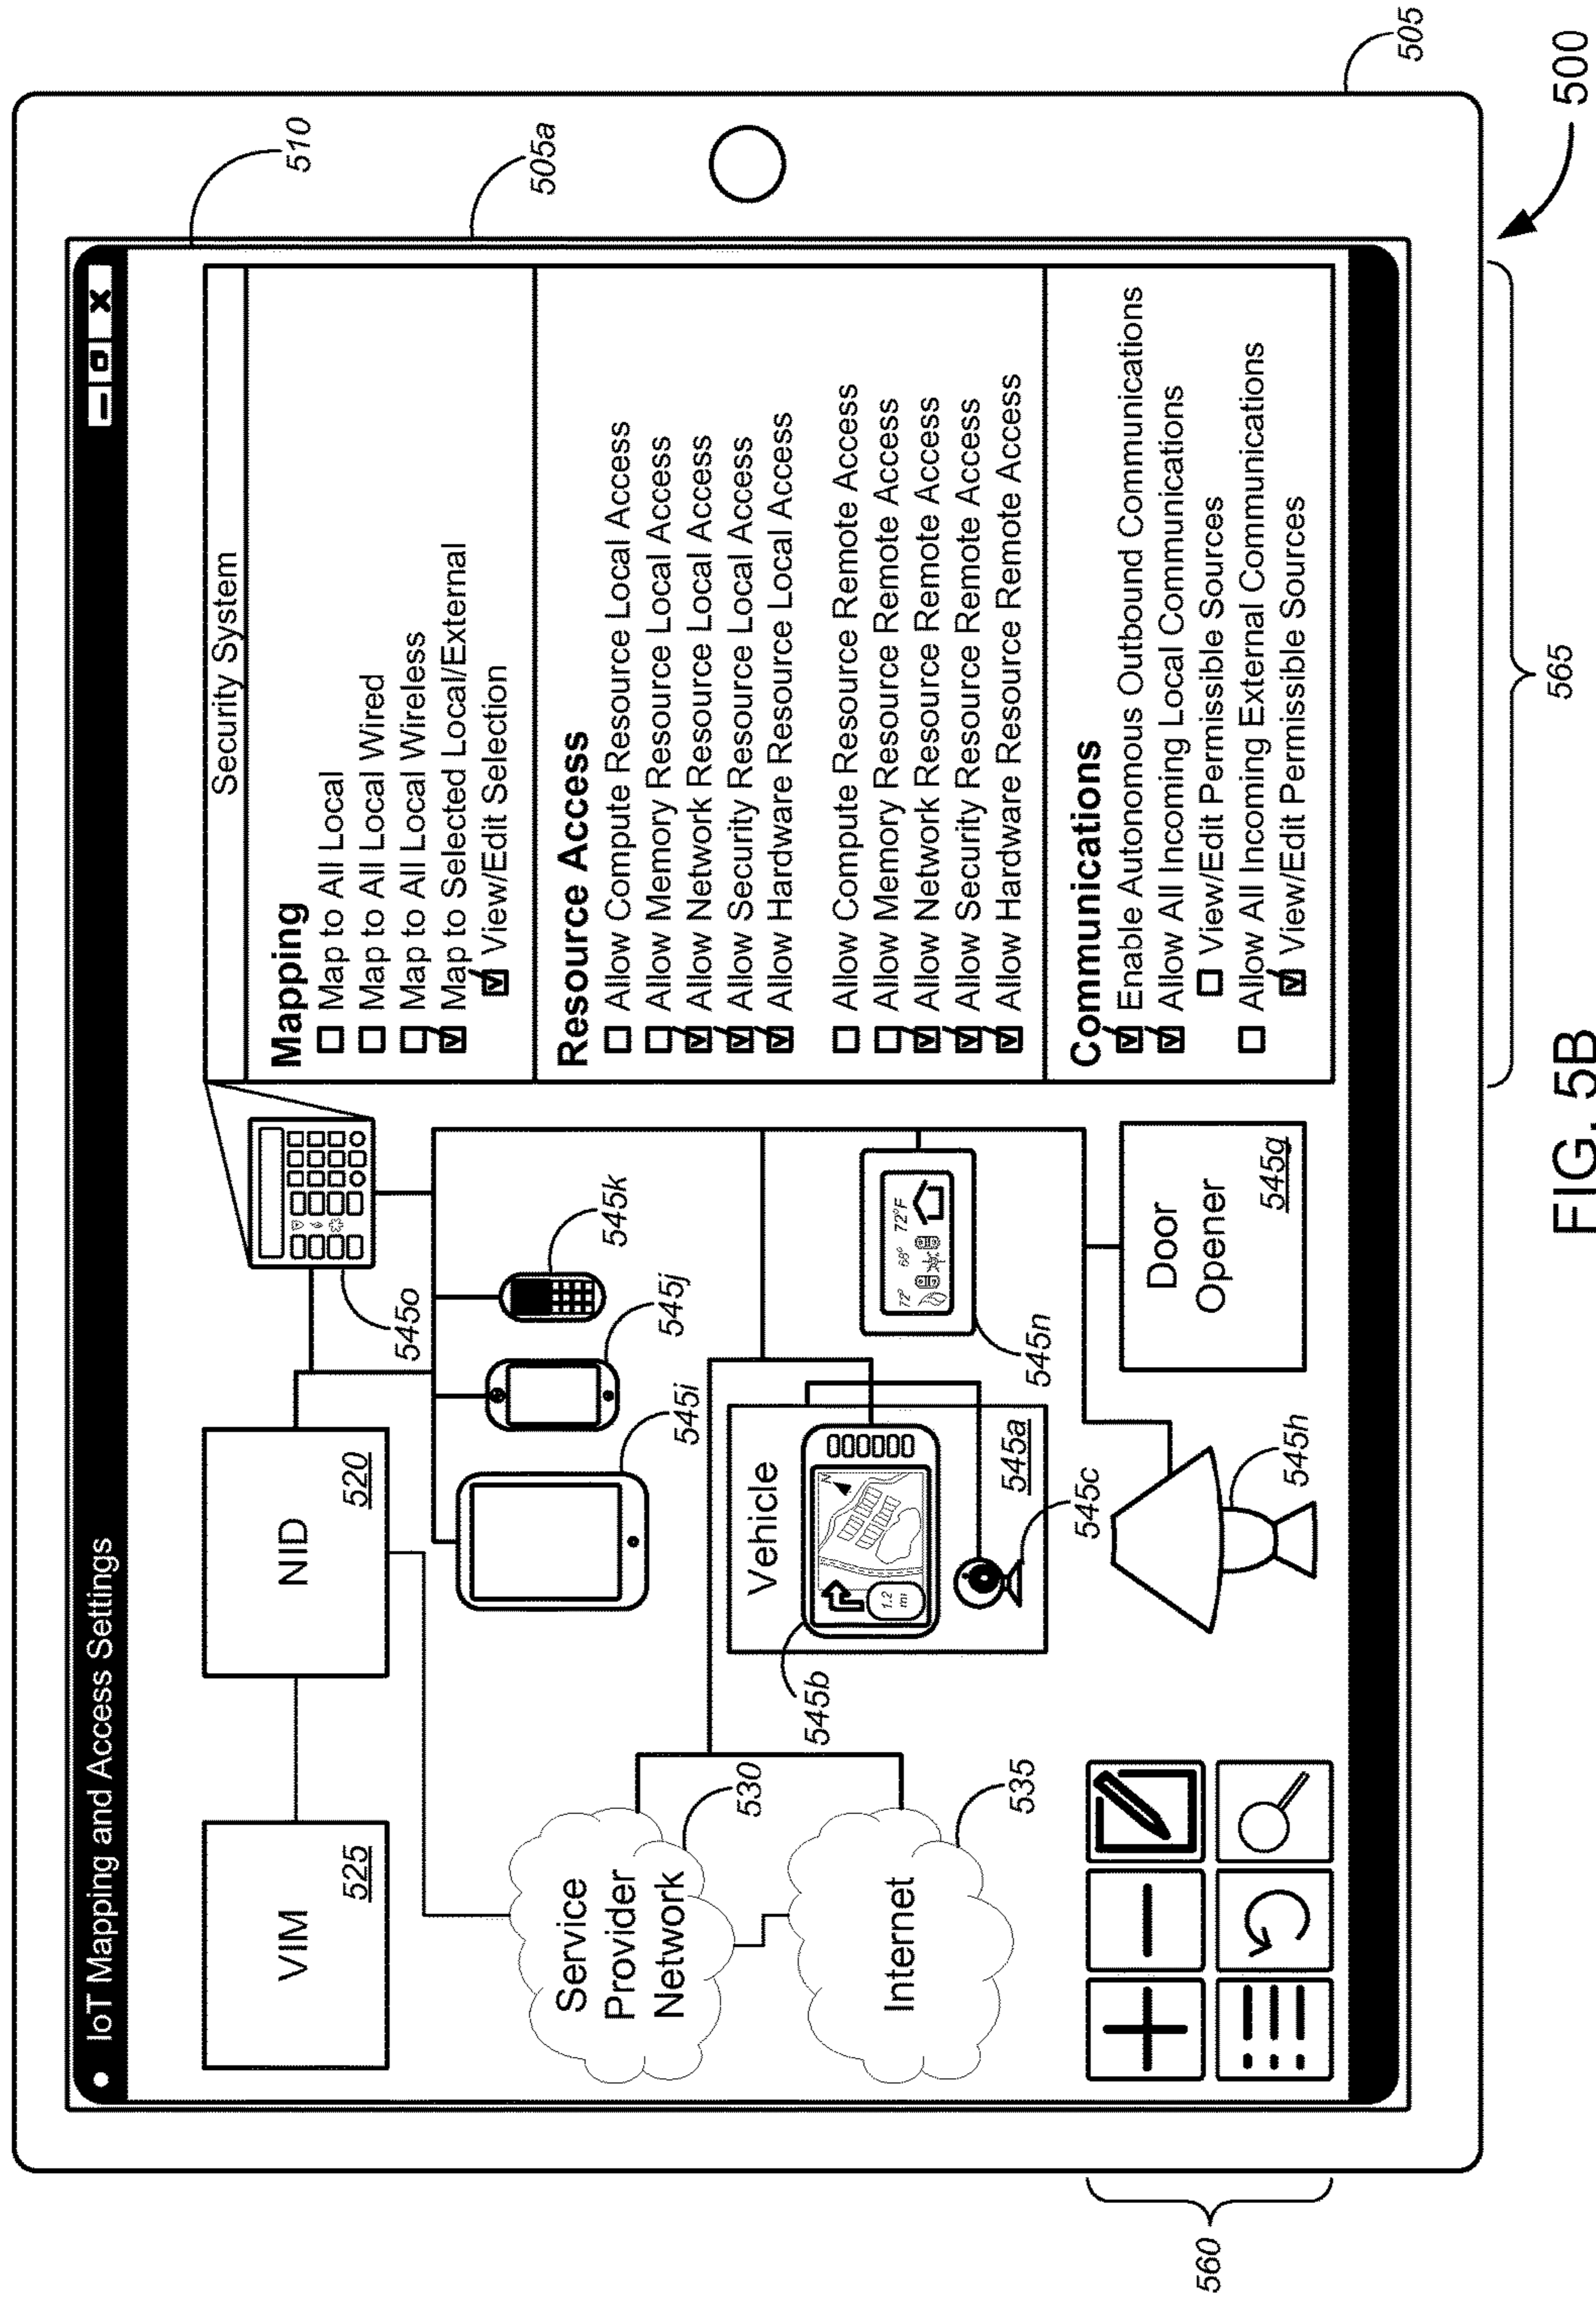 IoT Mapping and Access Settings
510
505a
505
VIM
525
NID
520
545o
545k
545j
545i
Service
Provider
Network
530
Internet
535
Vehicle
N
1.2
mi
545a
545b
545c
72°
68°
72°F
545n
545h
Door
Opener
545q
Security System
Mapping
Map to All Local
Map to All Local Wired
Map to All Local Wireless
Map to Selected Local/External
View/Edit Selection
Resource Access
Allow Compute Resource Local Access
Allow Memory Resource Local Access
Allow Network Resource Local Access
Allow Security Resource Local Access
Allow Hardware Resource Local Access
Allow Compute Resource Remote Access
Allow Memory Resource Remote Access
Allow Network Resource Remote Access
Allow Security Resource Remote Access
Allow Hardware Resource Remote Access
Communications
Enable Autonomous Outbound Communications
Allow All Incoming Local Communications
View/Edit Permissible Sources
Allow All Incoming External Communications
View/Edit Permissible Sources
560
565
500
FIG. 5B